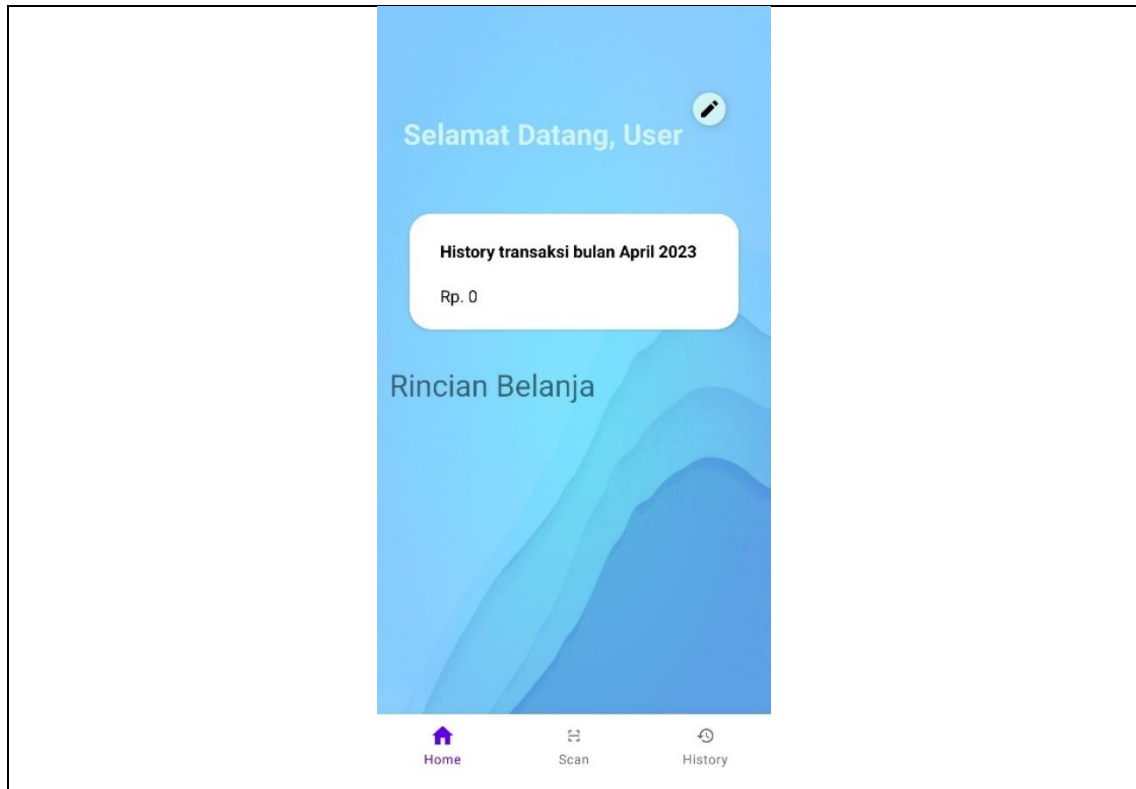 Selamat Datang, User
History transaksi bulan April 2023
Rp. 0
Rincian Belanja
Home
Scan
History